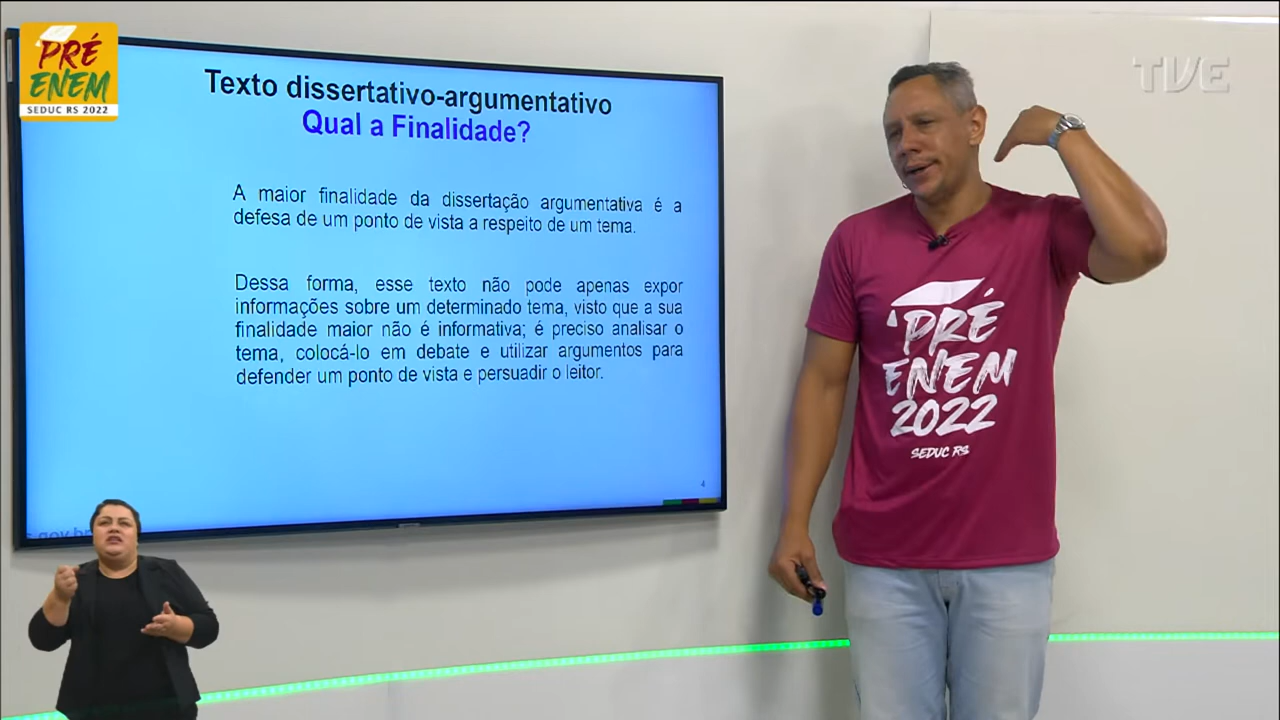 PRÉ
ENEM
SEDUC RS 2022
TVE
Texto dissertativo-argumentativo
Qual a Finalidade?
A maior finalidade da dissertação argumentativa é a
defesa de um ponto de vista a respeito de um tema.
Dessa forma, esse texto não pode apenas expor
informações sobre um determinado tema, visto que a sua
finalidade maior não é informativa; é preciso analisar o
tema, colocá-lo em debate e utilizar argumentos para
defender um ponto de vista e persuadir o leitor.
4
PRÉ
ENEM
2022
SEDUC RS